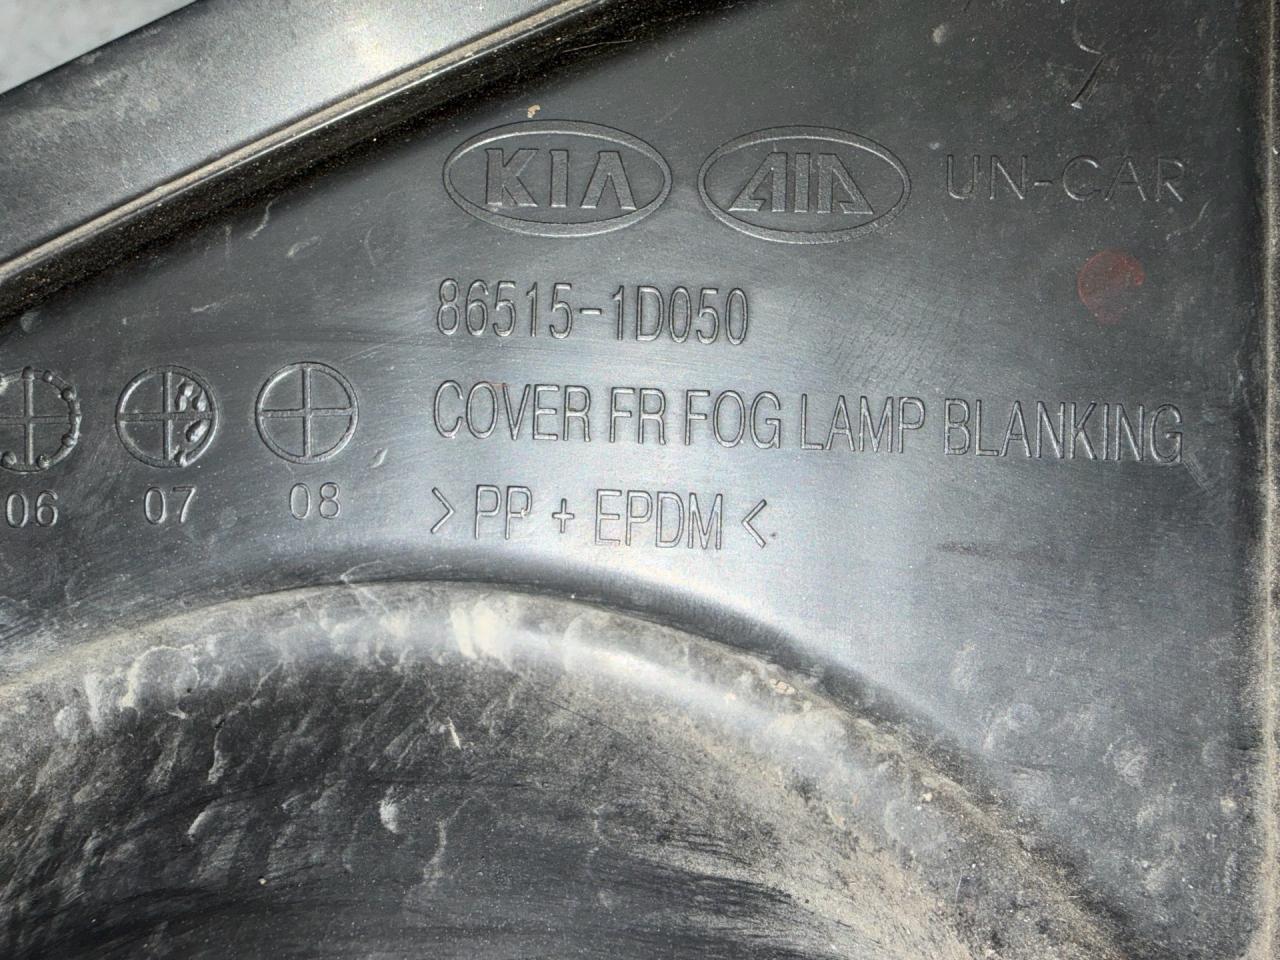 KIA UN-CAR
86515-1D050
COVER FR FOG LAMP BLANKING
> PP + EPDM <
06 07 08